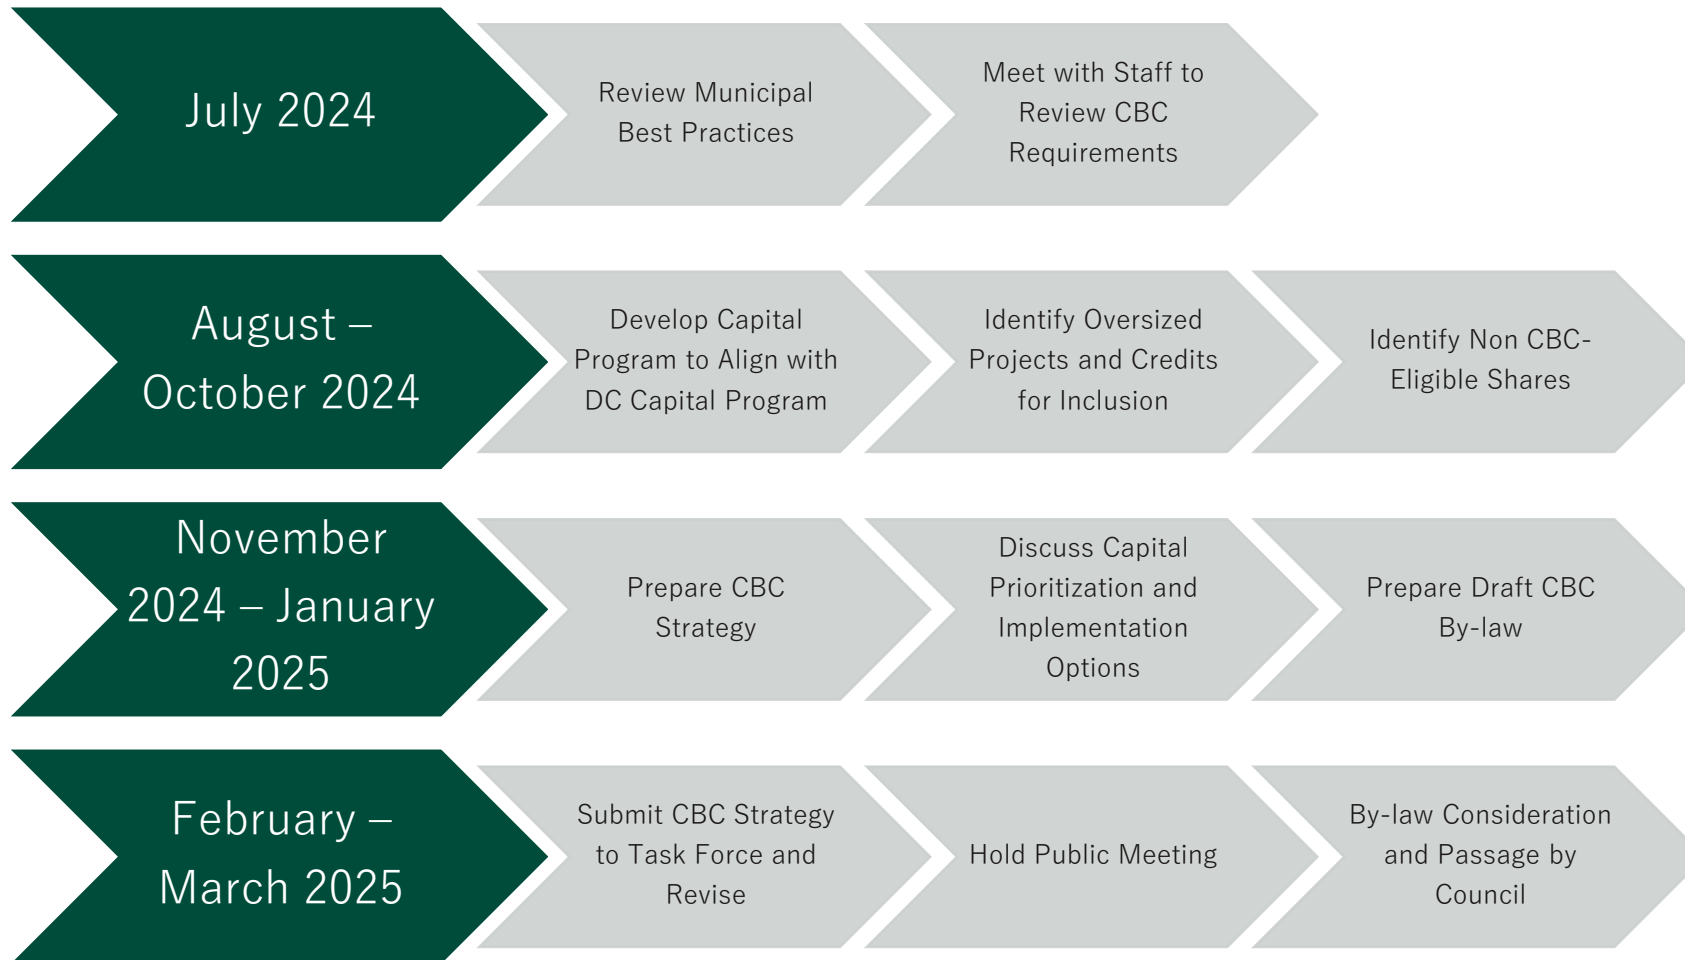 July 2024
Review Municipal
Best Practices
Meet with Staff to
Review CBC
Requirements
August –
October 2024
Develop Capital
Program to Align with
DC Capital Program
Identify Oversized
Projects and Credits
for Inclusion
Identify Non CBC-
Eligible Shares
November
2024 – January
2025
Prepare CBC
Strategy
Discuss Capital
Prioritization and
Implementation
Options
Prepare Draft CBC
By-law
February –
March 2025
Submit CBC Strategy
to Task Force and
Revise
Hold Public Meeting
By-law Consideration
and Passage by
Council